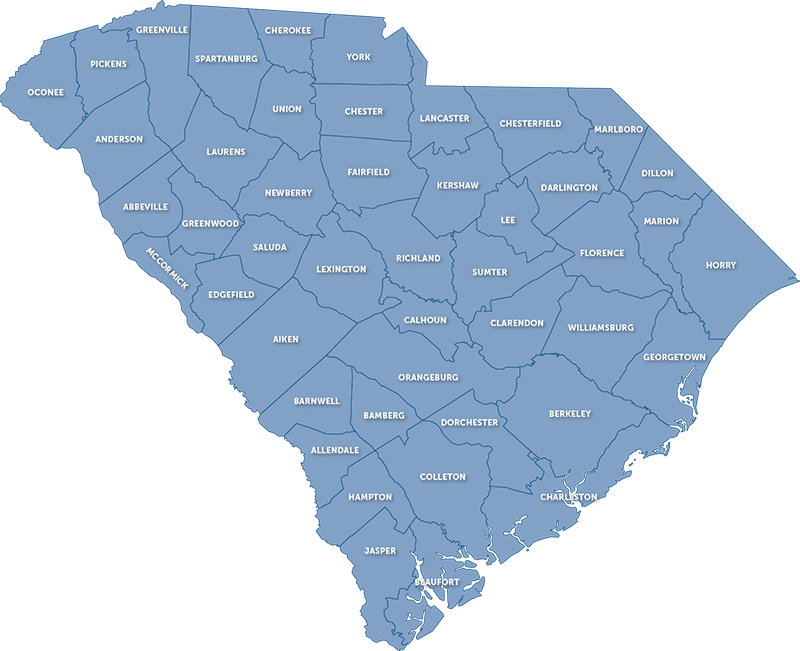 GREENVILLE
CHEROKEE
SPARTANBURG
YORK
PICKENS
OCONEE
UNION
CHESTER
LANCASTER
CHESTERFIELD
MARLBORO
ANDERSON
LAURENS
FAIRFIELD
DILLON
KERSHAW
DARLINGTON
NEWBERRY
ABBEVILLE
GREENWOOD
LEE
MARION
SALUDA
FLORENCE
MCCORMICK
LEXINGTON
RICHLAND
SUMTER
HORRY
EDGEFIELD
CALHOUN
CLARENDON
WILLIAMSBURG
AIKEN
GEORGETOWN
ORANGEBURG
BARNWELL
BAMBERG
DORCHESTER
BERKELEY
ALLENDALE
COLLETON
HAMPTON
CHARLESTON
JASPER
BEAUFORT